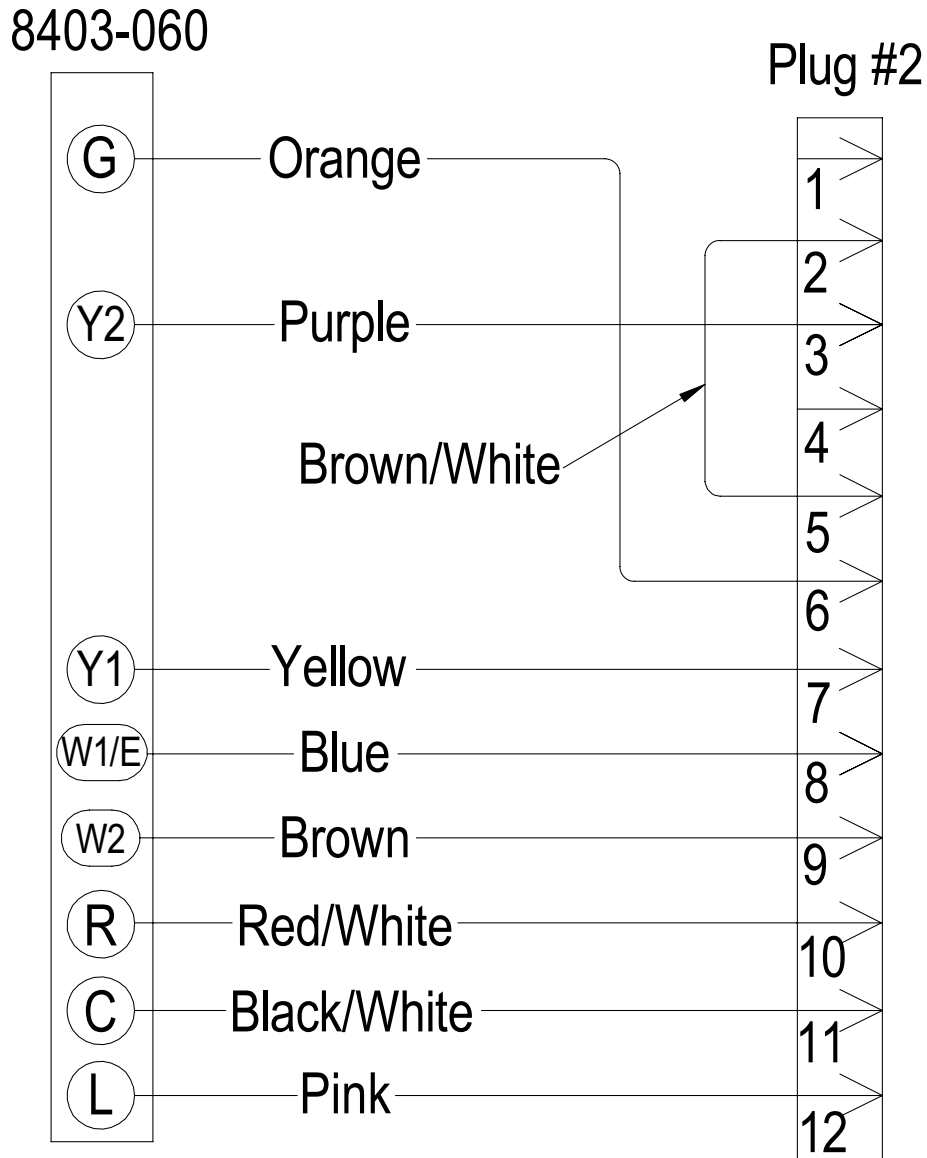 8403-060
Plug #2
G Orange
1
2
Y2 Purple
3
Brown/White
4
5
6
Y1 Yellow
7
W1/E Blue
8
W2 Brown
9
R Red/White
10
C Black/White
11
L Pink
12